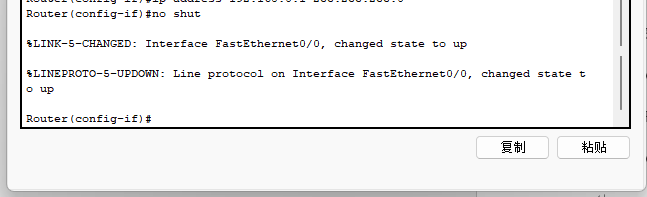 Router(config-if)#no shut
%LINK-5-CHANGED: Interface FastEthernet0/0, changed state to up
%LINEPROTO-5-UPDOWN: Line protocol on Interface FastEthernet0/0, changed state t
o up
Router(config-if)#
复制 粘贴